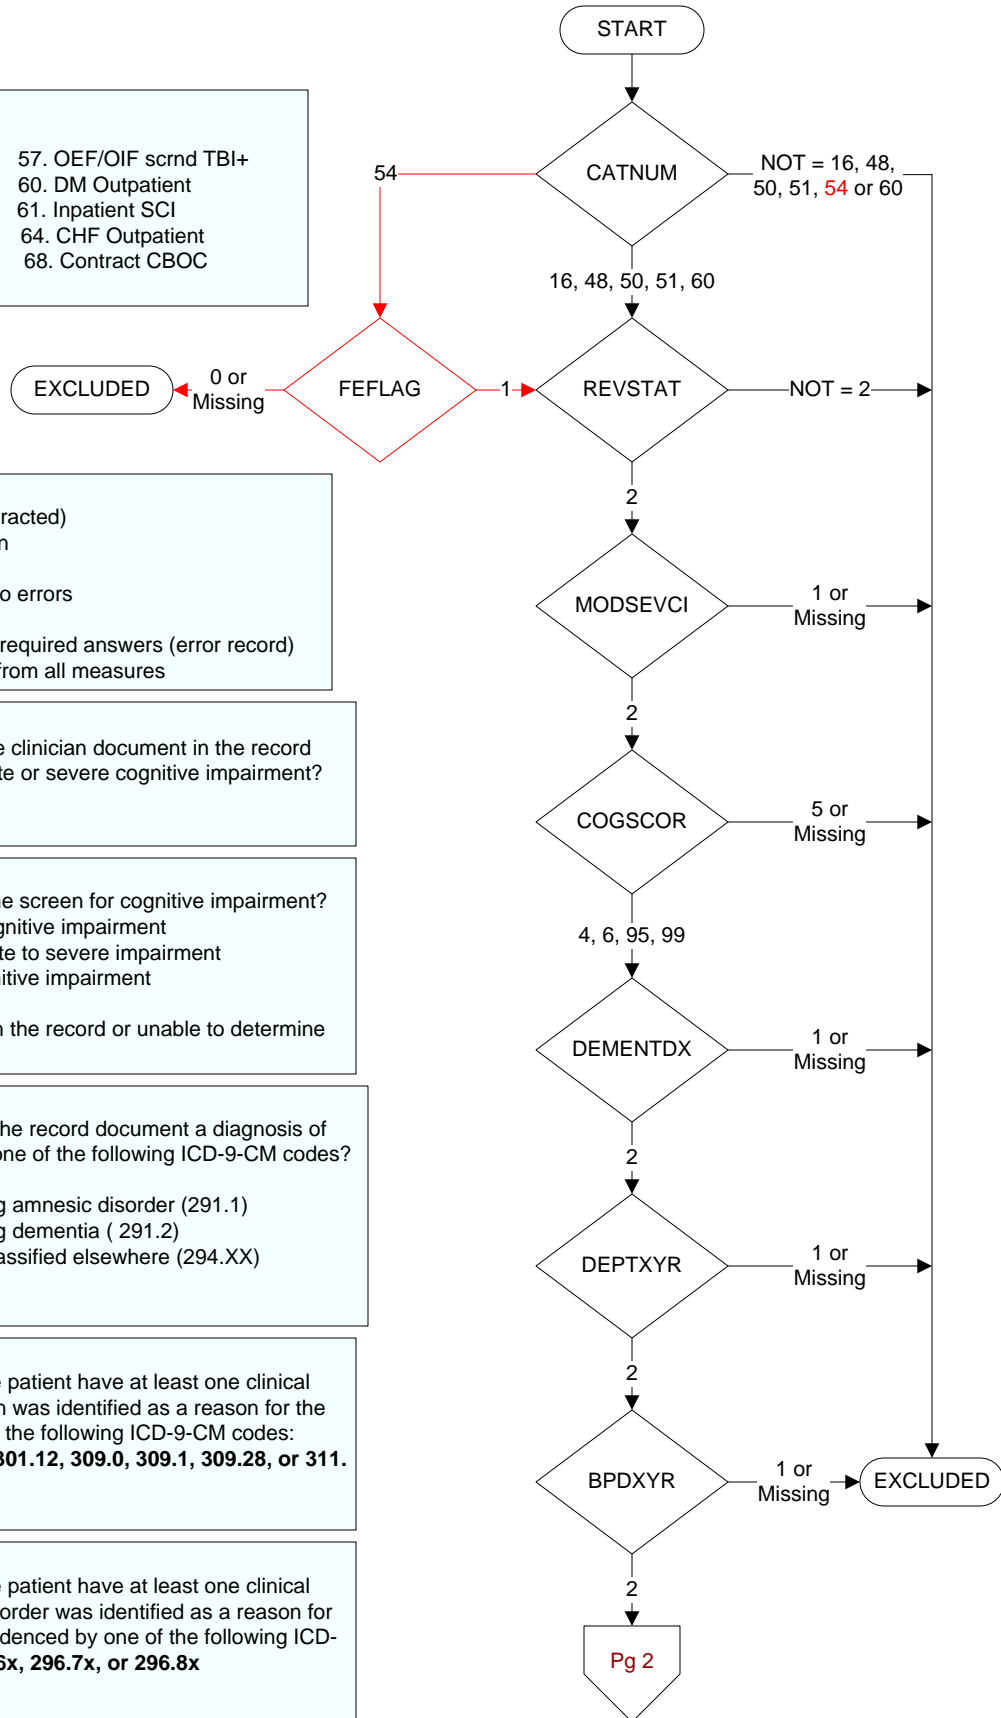 START
57. OEF/OIF scrnd TBI+
60. DM Outpatient
61. Inpatient SCI
64. CHF Outpatient
68. Contract CBOC
54
CATNUM
NOT = 16, 48,
50, 51, 54 or 60
16, 48, 50, 51, 60
EXCLUDED
0 or
Missing
FEFLAG
1
REVSTAT
NOT = 2
2
racted)
n
o errors
required answers (error record)
from all measures
MODSEVCI
1 or
Missing
2
e clinician document in the record
te or severe cognitive impairment?
COGSCOR
5 or
Missing
4, 6, 95, 99
ne screen for cognitive impairment?
gnitive impairment
te to severe impairment
nitive impairment
n the record or unable to determine
DEMENTDX
1 or
Missing
2
the record document a diagnosis of
one of the following ICD-9-CM codes?
g amnesic disorder (291.1)
g dementia ( 291.2)
assified elsewhere (294.XX)
DEPTXYR
1 or
Missing
2
e patient have at least one clinical
n was identified as a reason for the
the following ICD-9-CM codes:
301.12, 309.0, 309.1, 309.28, or 311.
BPDXYR
1 or
Missing
EXCLUDED
2
e patient have at least one clinical
order was identified as a reason for
idenced by one of the following ICD-
6x, 296.7x, or 296.8x
Pg 2